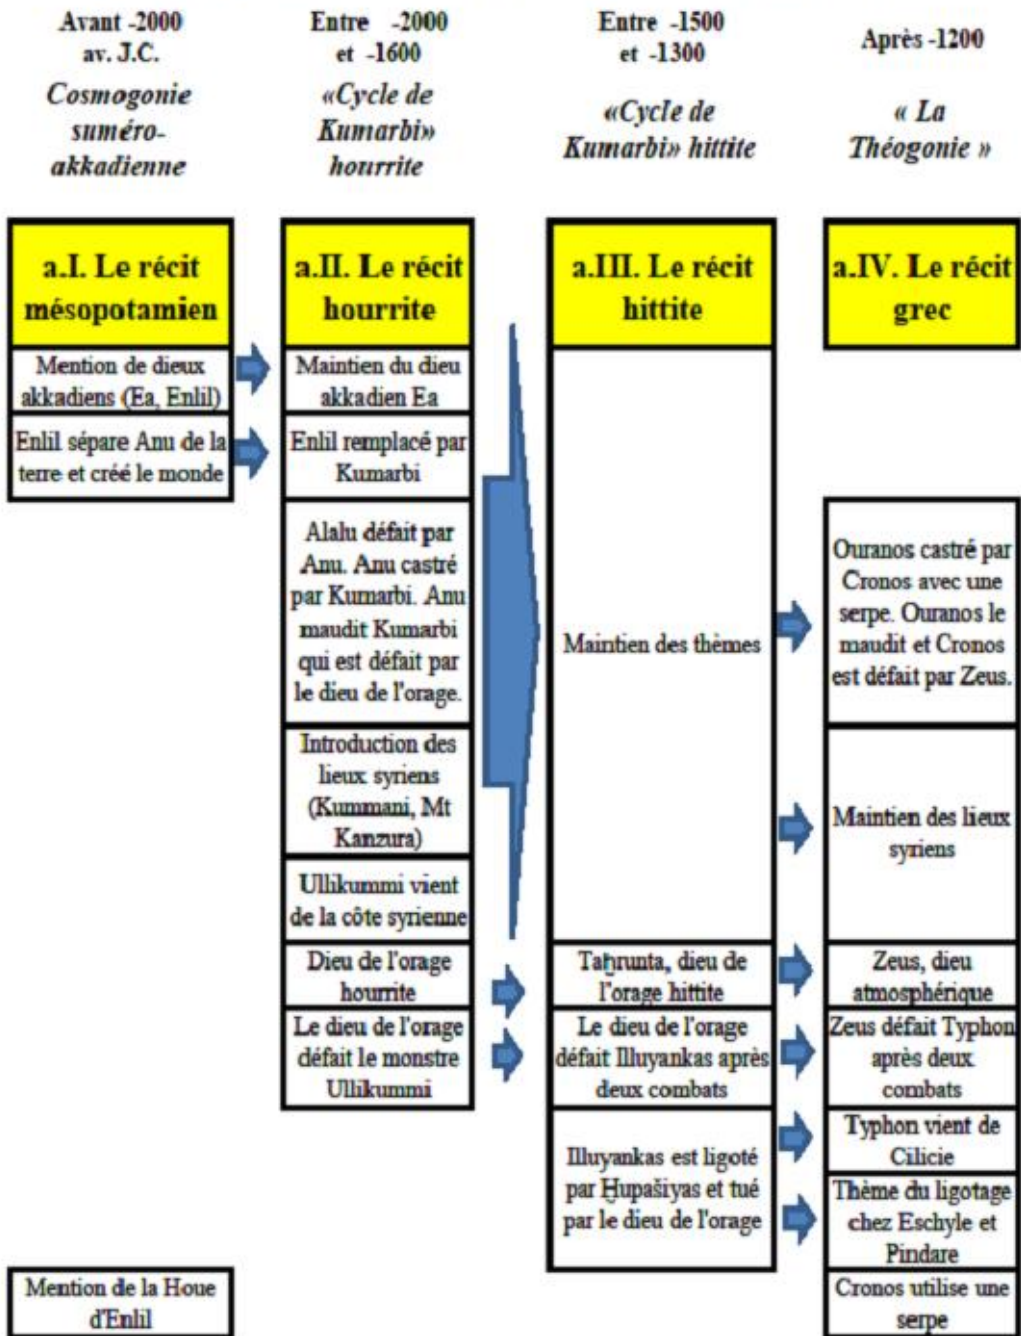 Avant -2000
av. J.C.
Cosmogonie
suméro-
akkadienne
Entre -2000
et -1600
«Cycle de
Kumarbi»
hourrite
Entre -1500
et -1300
«Cycle de
Kumarbi» hittite
Après -1200
« La
Théogonie »
a.I. Le récit
mésopotamien
Mention de dieux
akkadiens (Ea, Enlil)
Enlil sépare Anu de la
terre et créé le monde
Mention de la Houe
d'Enlil
a.II. Le récit
hourrite
Maintien du dieu
akkadien Ea
Enlil remplacé par
Kumarbi
Alalu défait par
Anu. Anu castré
par Kumarbi. Anu
maudit Kumarbi
qui est défait par
le dieu de l'orage.
Introduction des
lieux syriens
(Kummani, Mt
Kanzura)
Ullikummi vient
de la côte syrienne
Dieu de l'orage
hourrite
Le dieu de l'orage
défait le monstre
Ullikummi
a.III. Le récit
hittite
Maintien des thèmes
Taḫrunta, dieu de
l'orage hittite
Le dieu de l'orage
défait Illuyankas après
deux combats
Illuyankas est ligoté
par Ḫupašiyas et tué
par le dieu de l'orage
a.IV. Le récit
grec
Ouranos castré par
Cronos avec une
serpe. Ouranos le
maudit et Cronos
est défait par Zeus.
Maintien des lieux
syriens
Zeus, dieu
atmosphérique
Zeus défait Typhon
après deux
combats
Typhon vient de
Cilicie
Thème du ligotage
chez Eschyle et
Pindare
Cronos utilise une
serpe